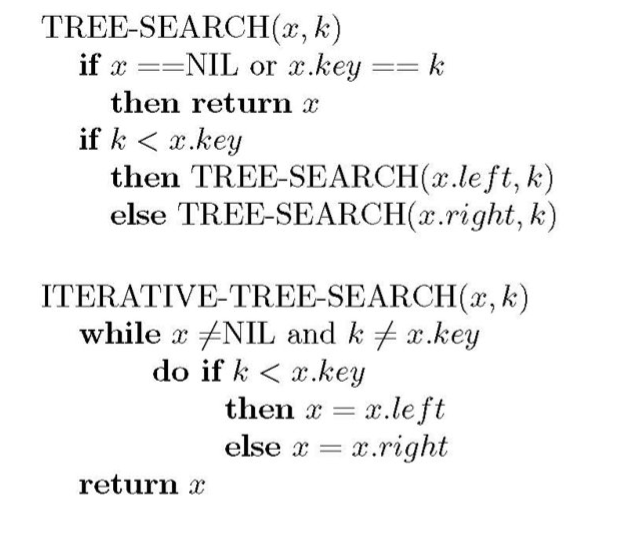 TREE-SEARCH(x, k)
if x ==NIL or x.key == k
then return x
if k < x.key
then TREE-SEARCH(x.left, k)
else TREE-SEARCH(x.right, k)
ITERATIVE-TREE-SEARCH(x, k)
while x ≠NIL and k ≠ x.key
do if k < x.key
then x = x.left
else x = x.right
return x